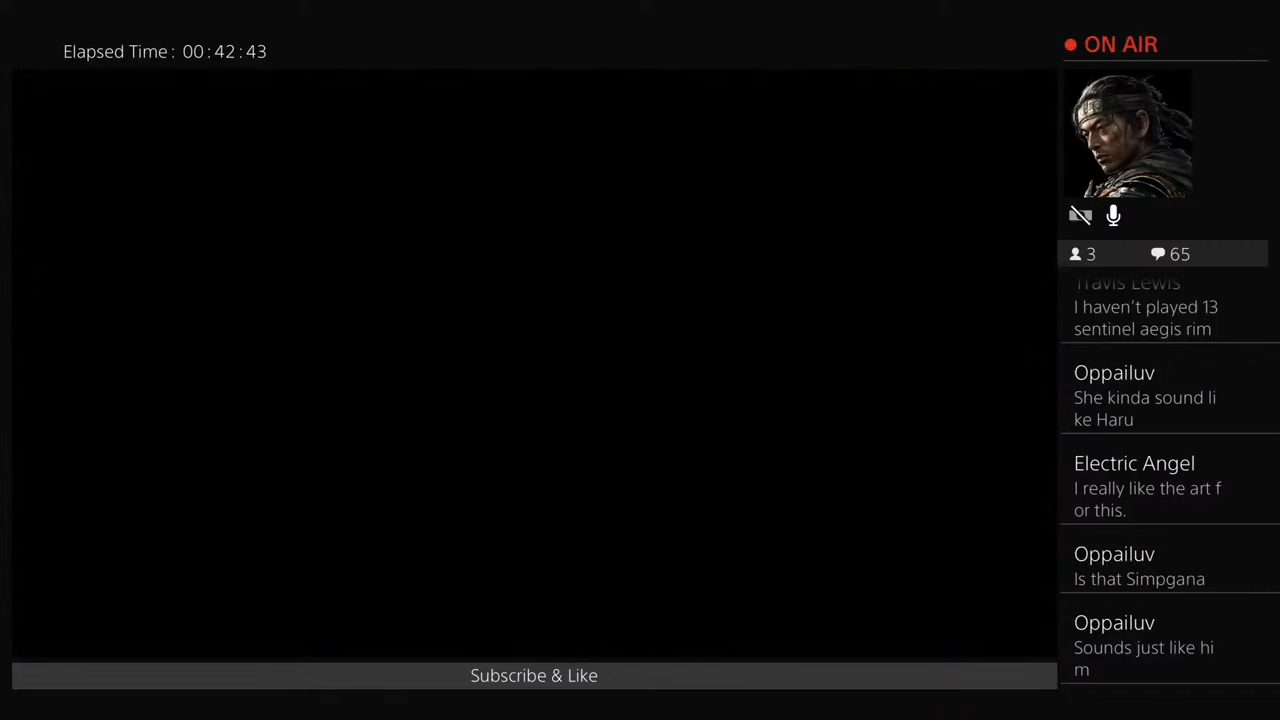 Elapsed Time: 00:42:43
ON AIR
3 65
Travis Lewis
I haven't played 13
sentinel aegis rim
Oppailuv
She kinda sound li
ke Haru
Electric Angel
I really like the art f
or this.
Oppailuv
Is that Simpgana
Oppailuv
Sounds just like hi
m
Subscribe & Like